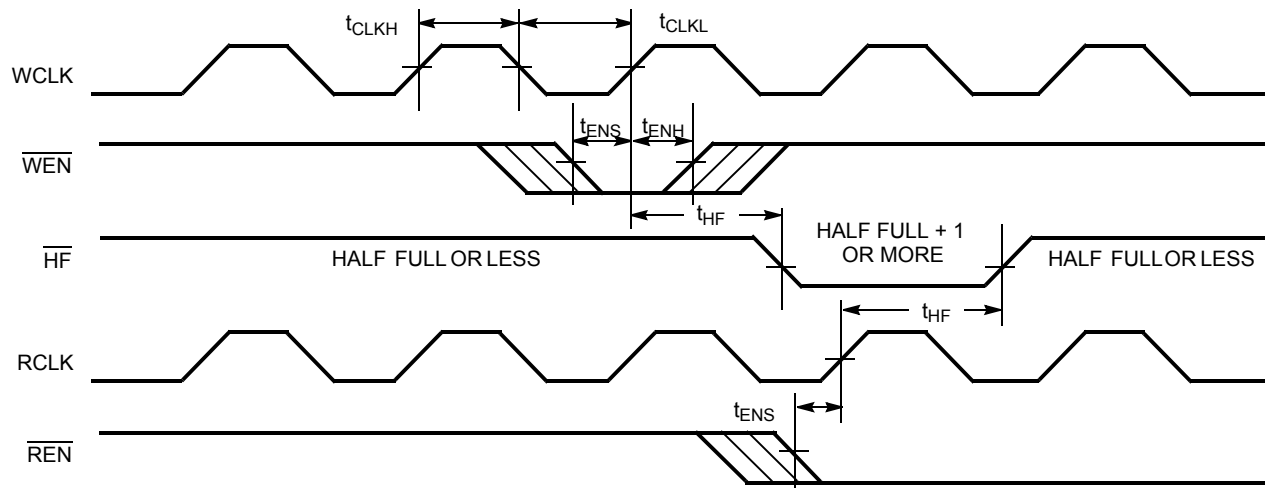 tCLKH
tCLKL
WCLK
tENS
tENH
WEN
tHF
HALF FULL + 1
OR MORE
HF
HALF FULL OR LESS
HALF FULL OR LESS
tHF
RCLK
tENS
REN